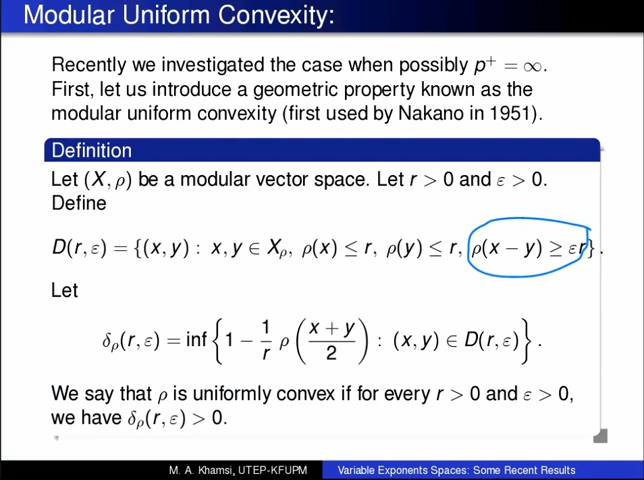 Modular Uniform Convexity:
Recently we investigated the case when possibly p⁺ = ∞.
First, let us introduce a geometric property known as the
modular uniform convexity (first used by Nakano in 1951).
Definition
Let (X, ρ) be a modular vector space. Let r > 0 and ε > 0.
Define
D(r, ε) = {(x, y) : x, y ∈ Xρ, ρ(x) ≤ r, ρ(y) ≤ r, ρ(x − y) ≥ εr} .
Let
δρ(r, ε) = inf { 1 − 1/r ρ ( (x + y)/2 ) : (x, y) ∈ D(r, ε) } .
We say that ρ is uniformly convex if for every r > 0 and ε > 0,
we have δρ(r, ε) > 0.
M. A. Khamsi, UTEP-KFUPM Variable Exponents Spaces: Some Recent Results